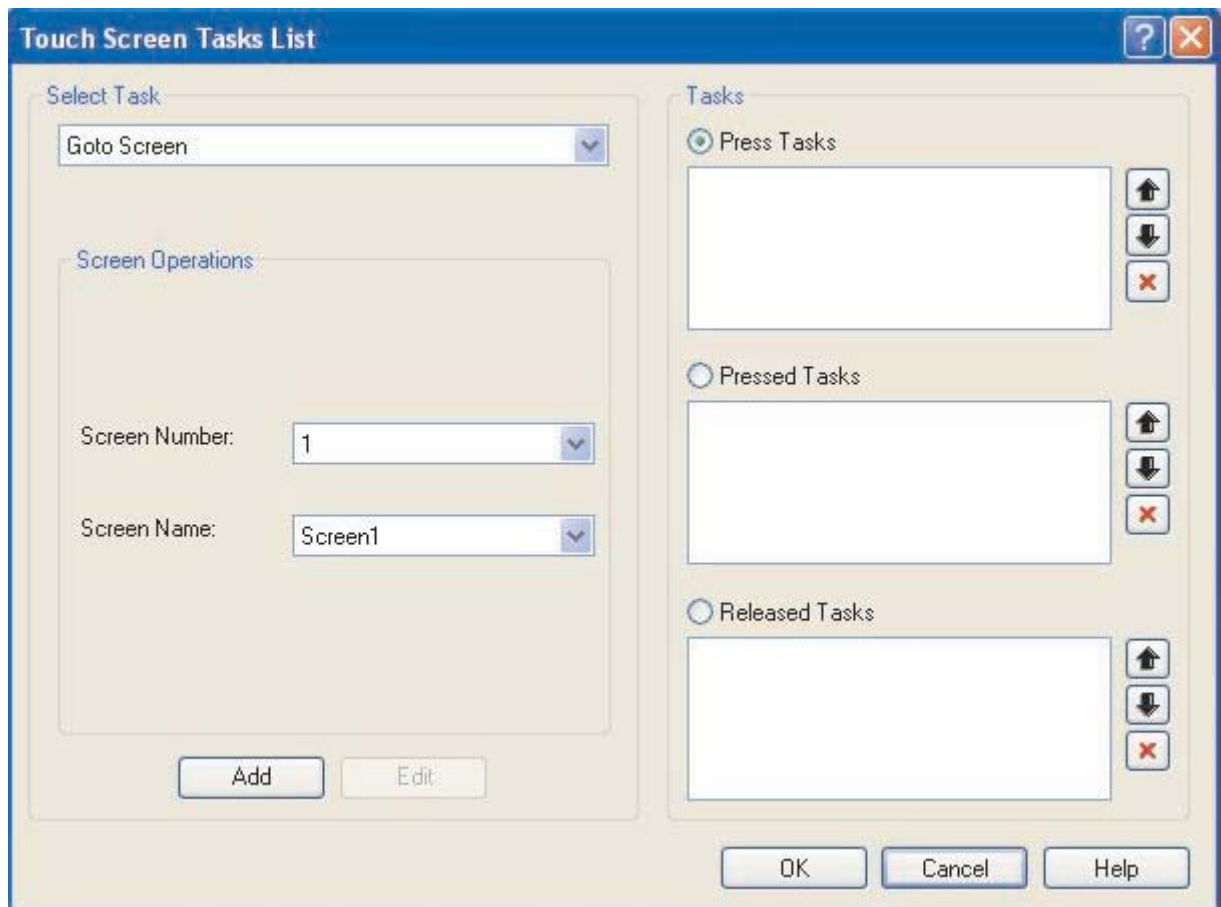 Touch Screen Tasks List
Select Task
Goto Screen
Screen Operations
Screen Number:
1
Screen Name:
Screen1
Add
Edit
Tasks
Press Tasks
Pressed Tasks
Released Tasks
OK
Cancel
Help